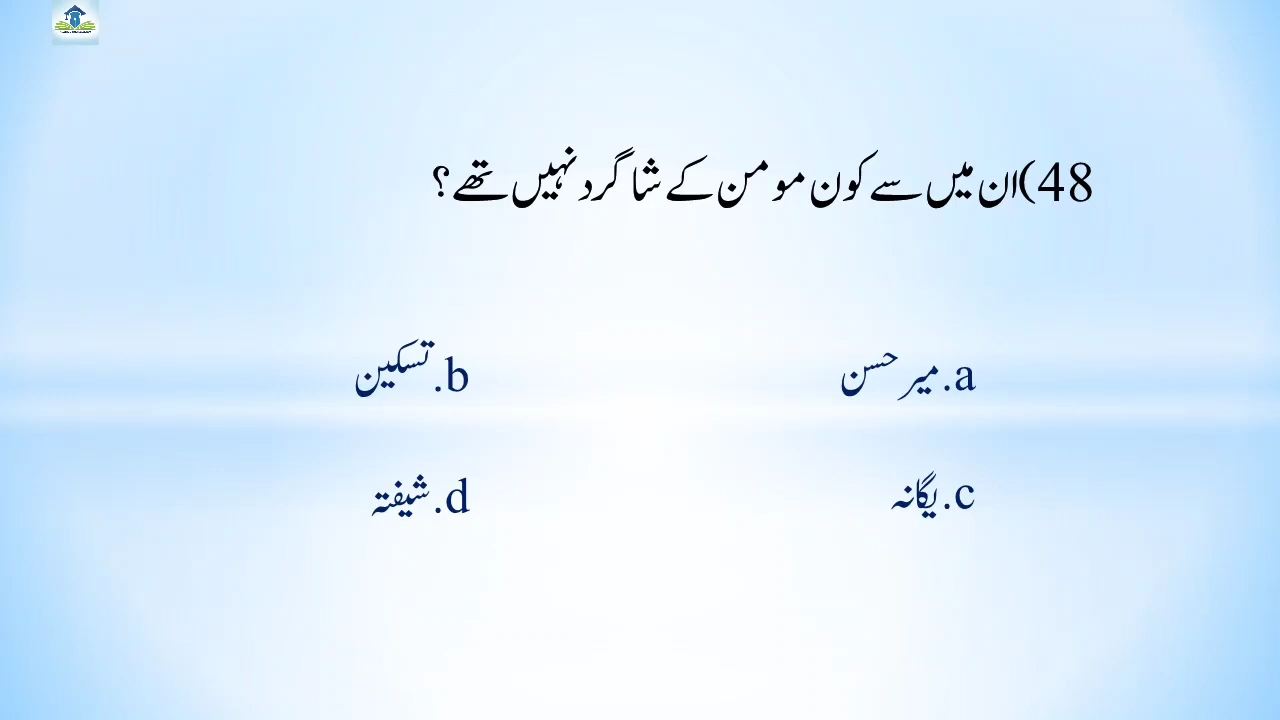 48)ان میں سے کون مومن کے شاگرد نہیں تھے؟
a.میر حسن
b.تسکین
c.یگانہ
d.شیفتہ